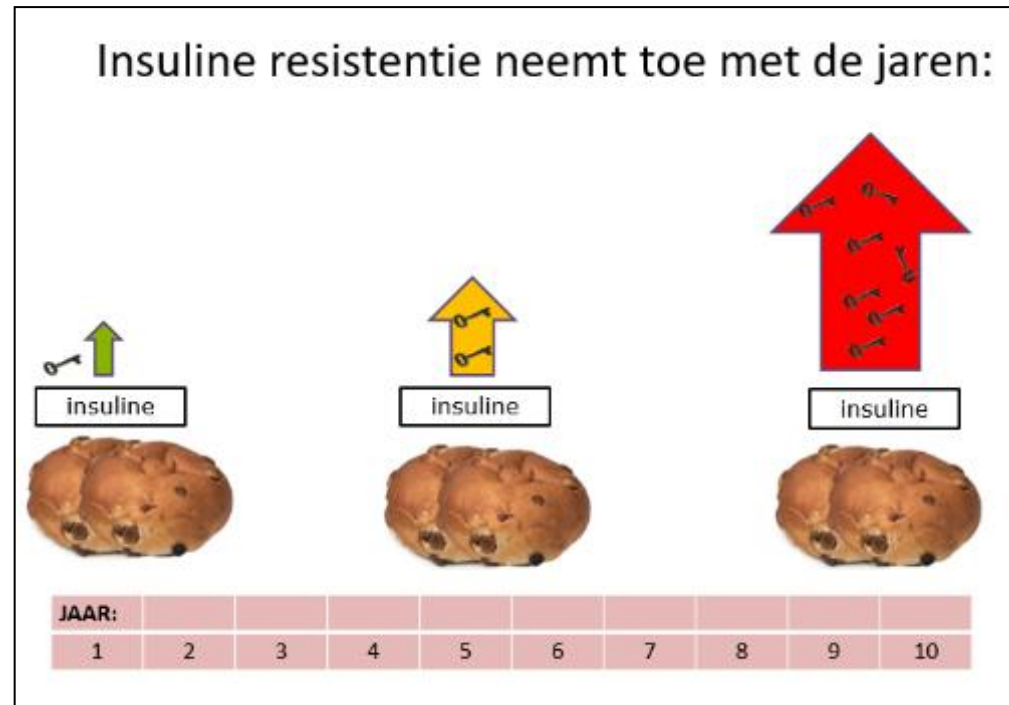 Insuline resistentie neemt toe met de jaren:
insuline
insuline
insuline
JAAR:
1 2 3 4 5 6 7 8 9 10